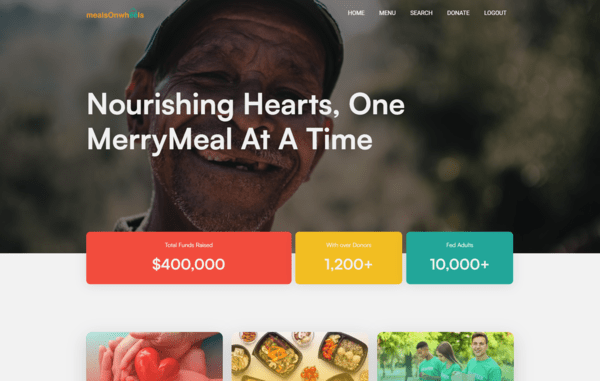 mealsOnwheels
HOME MENU SEARCH DONATE LOGOUT
Nourishing Hearts, One
MerryMeal At A Time
Total Funds Raised
$400,000
With over Donors
1,200+
Fed Adults
10,000+